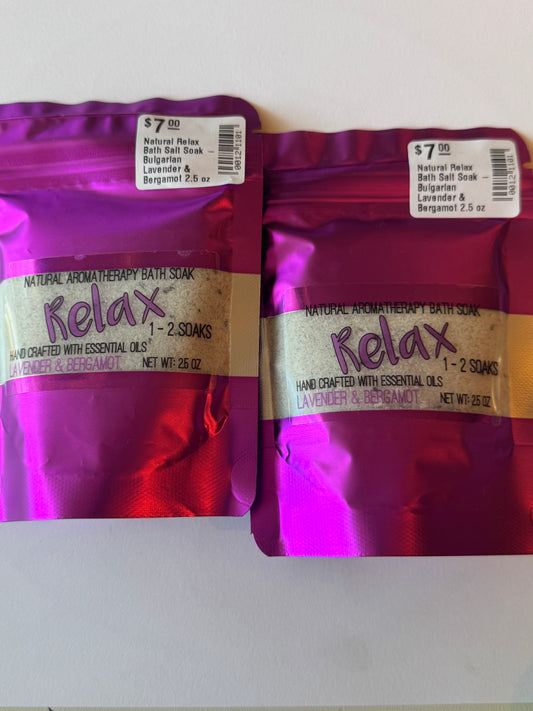 $7.00
Natural Relax
Bath Salt Soak –
Bulgarian
Lavender &
Bergamot 2.5 oz
00121101
NATURAL AROMATHERAPY BATH SOAK
Relax
1 - 2 SOAKS
HAND CRAFTED WITH ESSENTIAL OILS
LAVENDER & BERGAMOT NET WT: 2.5 OZ
$7.00
Natural Relax
Bath Salt Soak –
Bulgarian
Lavender &
Bergamot 2.5 oz
00121101
NATURAL AROMATHERAPY BATH SOAK
Relax
1 - 2 SOAKS
HAND CRAFTED WITH ESSENTIAL OILS
LAVENDER & BERGAMOT NET WT: 2.5 OZ